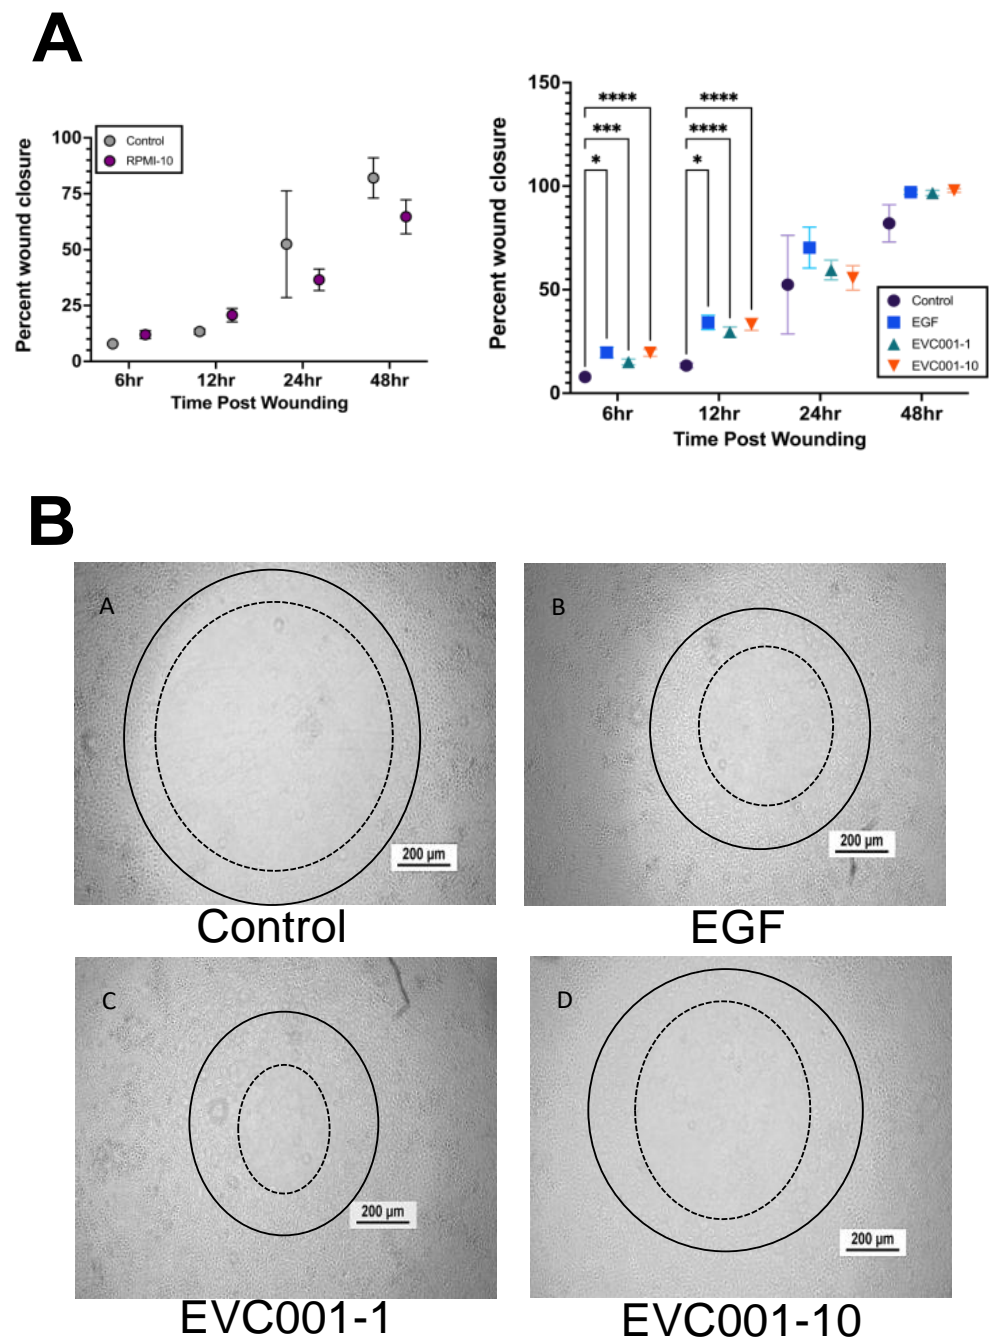 A
Percent wound closure
100
75
50
25
0
Control
RPMI-10
6hr 12hr 24hr 48hr
Time Post Wounding
Percent wound closure
150
100
50
0
**** ****
*** ****
* *
Control
EGF
EVC001-1
EVC001-10
6hr 12hr 24hr 48hr
Time Post Wounding
B
A
200 µm
Control
B
200 µm
EGF
C
200 µm
EVC001-1
D
200 µm
EVC001-10